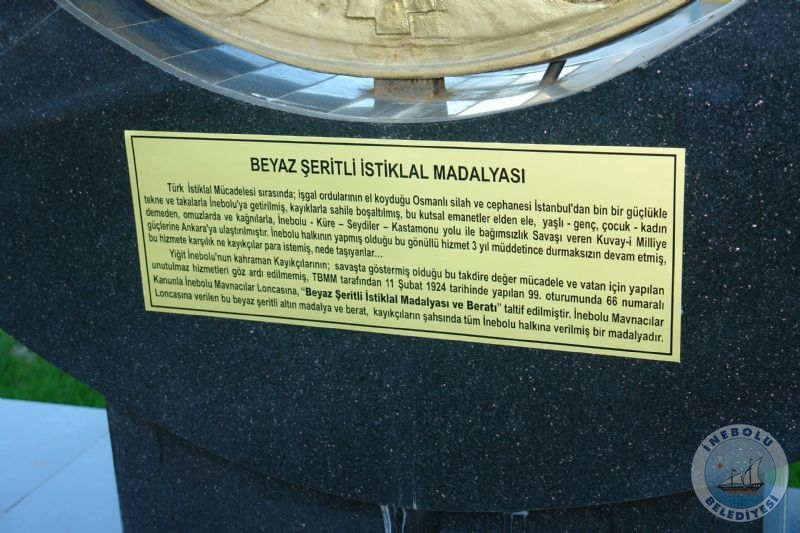 BEYAZ ŞERİTLİ İSTİKLAL MADALYASI
Türk İstiklal Mücadelesi sırasında; işgal ordularının el koyduğu Osmanlı silah ve cephanesi İstanbul'dan bin bir güçlükle
tekne ve takalarla İnebolu'ya getirilmiş, kayıklarla sahile boşaltılmış, bu kutsal emanetler elden ele, yaşlı - genç, çocuk - kadın
demeden, omuzlarda ve kağnılarla, İnebolu - Küre – Seydiler – Kastamonu yolu ile bağımsızlık Savaşı veren Kuvay-i Milliye
güçlerine Ankara'ya ulaştırılmıştır. İnebolu halkının yapmış olduğu bu gönüllü hizmet 3 yıl müddetince durmaksızın devam etmiş,
bu hizmete karşılık ne kayıkçılar para istemiş, nede taşıyanlar...
Yiğit İnebolu'nun kahraman Kayıkçılarının; savaşta göstermiş olduğu bu takdire değer mücadele ve vatan için yapılan
unutulmaz hizmetleri göz ardı edilmemiş, TBMM tarafından 11 Şubat 1924 tarihinde yapılan 99. oturumunda 66 numaralı
Kanunla İnebolu Mavnacılar Loncasına, “Beyaz Şeritli İstiklal Madalyası ve Beratı” taltif edilmiştir. İnebolu Mavnacılar
Loncasına verilen bu beyaz şeritli altın madalya ve berat, kayıkçıların şahsında tüm İnebolu halkına verilmiş bir madalyadır.
İNEBOLU
BELEDİYESİ